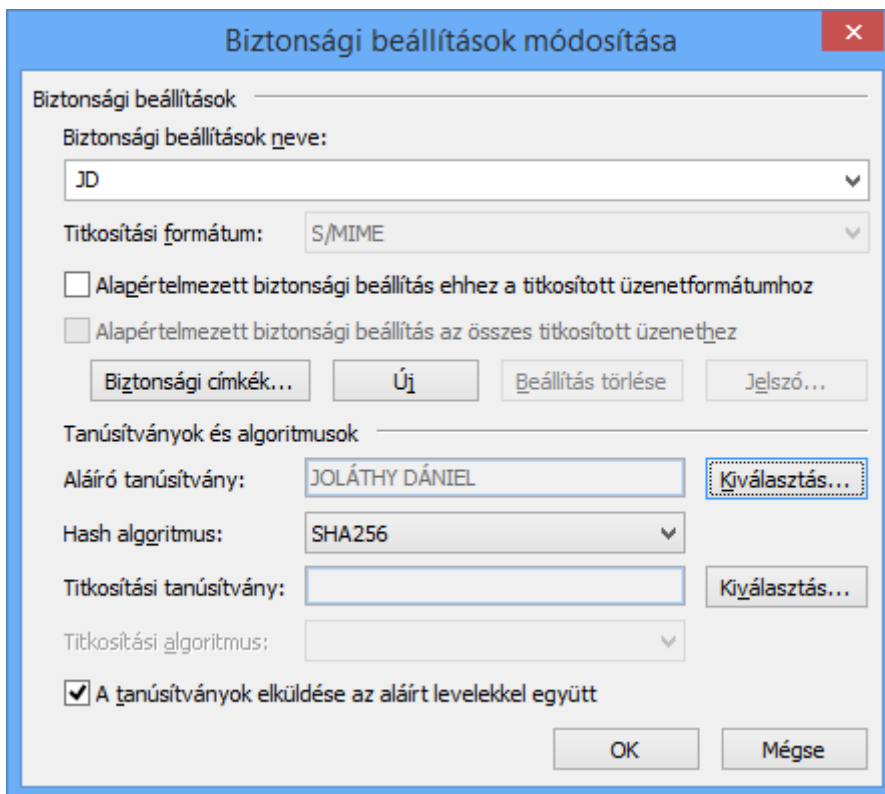 Biztonsági beállítások módosítása
Biztonsági beállítások
Biztonsági beállítások neve:
JD
Titkosítási formátum: S/MIME
Alapértelmezett biztonsági beállítás ehhez a titkosított üzenetformátumhoz
Alapértelmezett biztonsági beállítás az összes titkosított üzenethez
Biztonsági címkék... Új Beállítás törlése Jelszó...
Tanúsítványok és algoritmusok
Aláíró tanúsítvány: JOLÁTHY DÁNIEL Kiválasztás...
Hash algoritmus: SHA256
Titkosítási tanúsítvány: Kiválasztás...
Titkosítási algoritmus:
A tanúsítványok elküldése az aláírt levelekkel együtt
OK Mégse